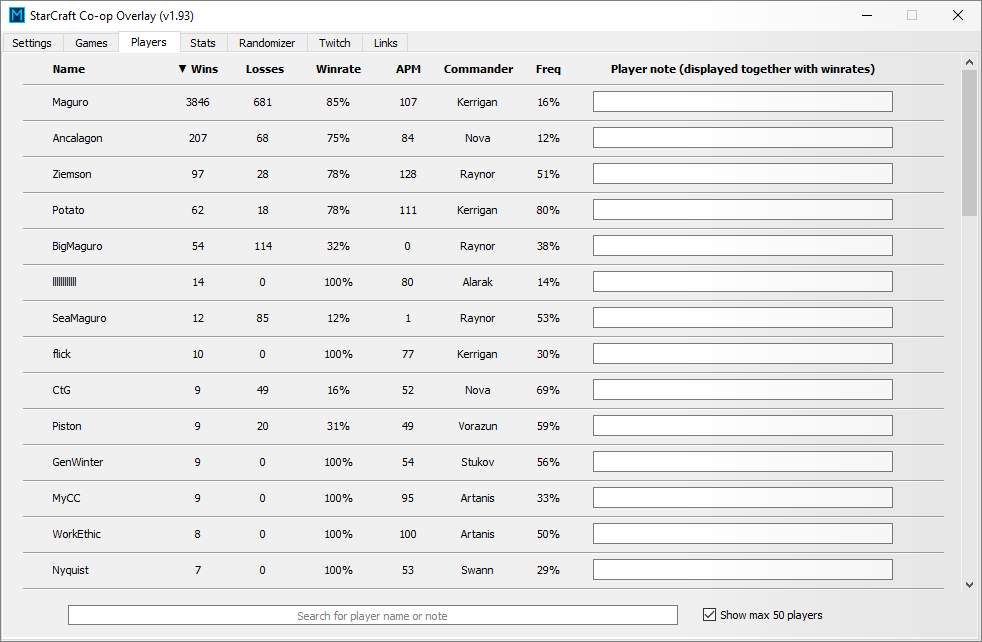 StarCraft Co-op Overlay (v1.93)
Settings Games Players Stats Randomizer Twitch Links
Name ▼ Wins Losses Winrate APM Commander Freq Player note (displayed together with winrates)
Maguro 3846 681 85% 107 Kerrigan 16%
Ancalagon 207 68 75% 84 Nova 12%
Ziemson 97 28 78% 128 Raynor 51%
Potato 62 18 78% 111 Kerrigan 80%
BigMaguro 54 114 32% 0 Raynor 38%
14 0 100% 80 Alarak 14%
SeaMaguro 12 85 12% 1 Raynor 53%
flick 10 0 100% 77 Kerrigan 30%
CtG 9 49 16% 52 Nova 69%
Piston 9 20 31% 49 Vorazun 59%
GenWinter 9 0 100% 54 Stukov 56%
MyCC 9 0 100% 95 Artanis 33%
WorkEthic 8 0 100% 100 Artanis 50%
Nyquist 7 0 100% 53 Swann 29%
Search for player name or note Show max 50 players